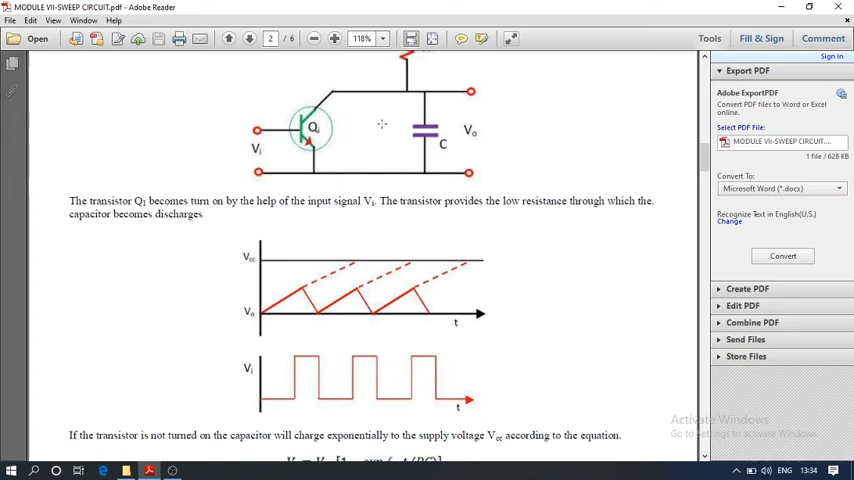 MODULE VII-SWEEP CIRCUIT.pdf - Adobe Reader
File Edit View Window Help
Open 2 / 6 118% Tools Fill & Sign Comment
Sign In
Export PDF
Adobe ExportPDF
Convert PDF files to Word or Excel online.
Select PDF File:
MODULE VII-SWEEP CIRCUIT....
1 file / 628 KB
Convert To:
Microsoft Word (*.docx)
Recognize Text in English(U.S.)
Change
Convert
Create PDF
Edit PDF
Combine PDF
Send Files
Store Files
Qi
Vi
C
Vo
The transistor Q1 becomes turn on by the help of the input signal Vi. The transistor provides the low resistance through which the.
capacitor becomes discharges
Vcc
Vo
t
Vi
t
If the transistor is not turned on the capacitor will charge exponentially to the supply voltage Vcc according to the equation.
Activate Windows
Go to Settings to activate Windows.
ENG 13:34